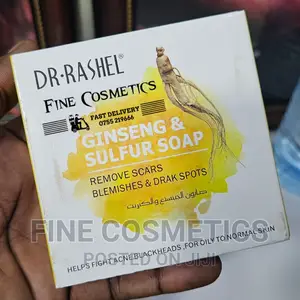 DR·RASHEL®
FINE COSMETICS
FAST DELIVERY
0755 219666
GINSENG &
SULFUR SOAP
REMOVE SCARS
BLEMISHES & DRAK SPOTS
صابون الجنسنج والكبريت
FINE COSMETICS
POSTED ON JIJI
HELPS FIGHT ACNE, BLACKHEADS ,FOR OILY TO NORMAL SKIN